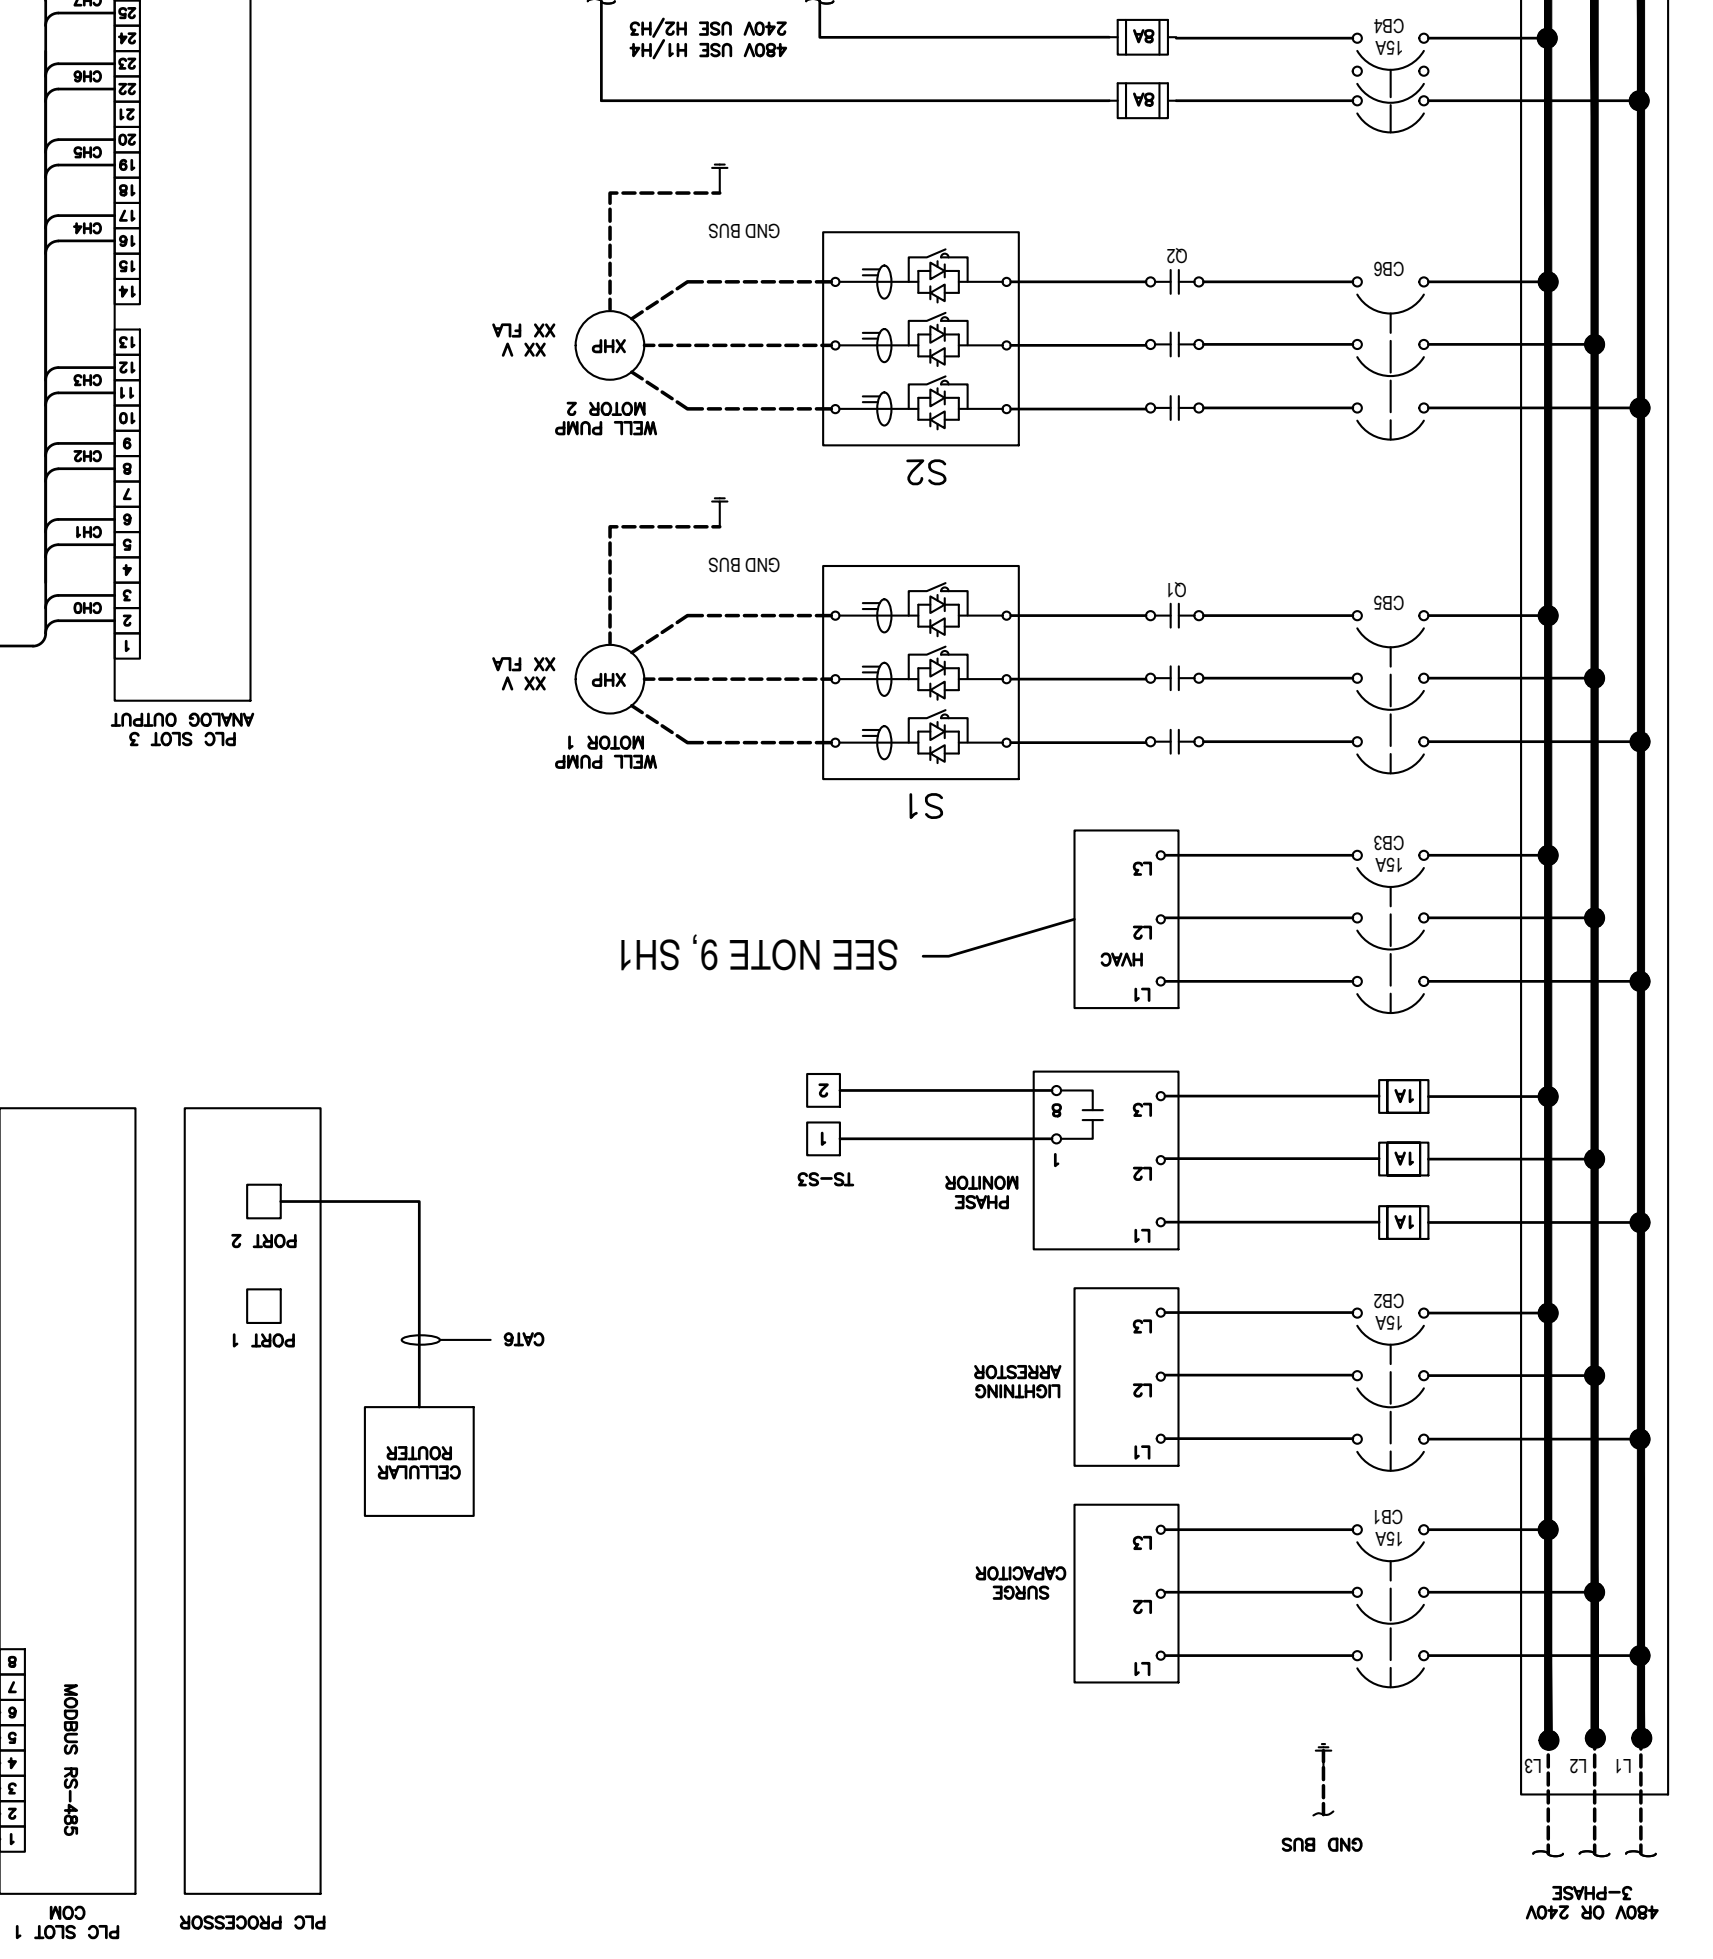 480V OR 240V
3-PHASE
L1
L2
L3
GND BUS
CB1
15A
L1
L2
L3
SURGE
CAPACITOR
CB2
15A
L1
L2
L3
LIGHTNING
ARRESTOR
1A
1A
1A
L1
L2
L3
PHASE
MONITOR
1
8
TS-S3
1
2
CB3
15A
L1
HVAC
L2
L3
SEE NOTE 9, SH1
CB5
Q1
S1
WELL PUMP
MOTOR 1
XHP
XX V
XX FLA
GND BUS
CB6
Q2
S2
WELL PUMP
MOTOR 2
XHP
XX V
XX FLA
GND BUS
CB4
15A
8A
8A
480V USE H1/H4
240V USE H2/H3
PLC PROCESSOR
PORT 1
PORT 2
CAT6
CELLULAR
ROUTER
PLC SLOT 1
COM
MODBUS RS-485
1
2
3
4
5
6
7
8
PLC SLOT 3
ANALOG OUTPUT
1
2
3
4
5
6
7
8
9
10
11
12
13
14
15
16
17
18
19
20
21
22
23
24
25
CH0
CH1
CH2
CH3
CH4
CH5
CH6
CH7